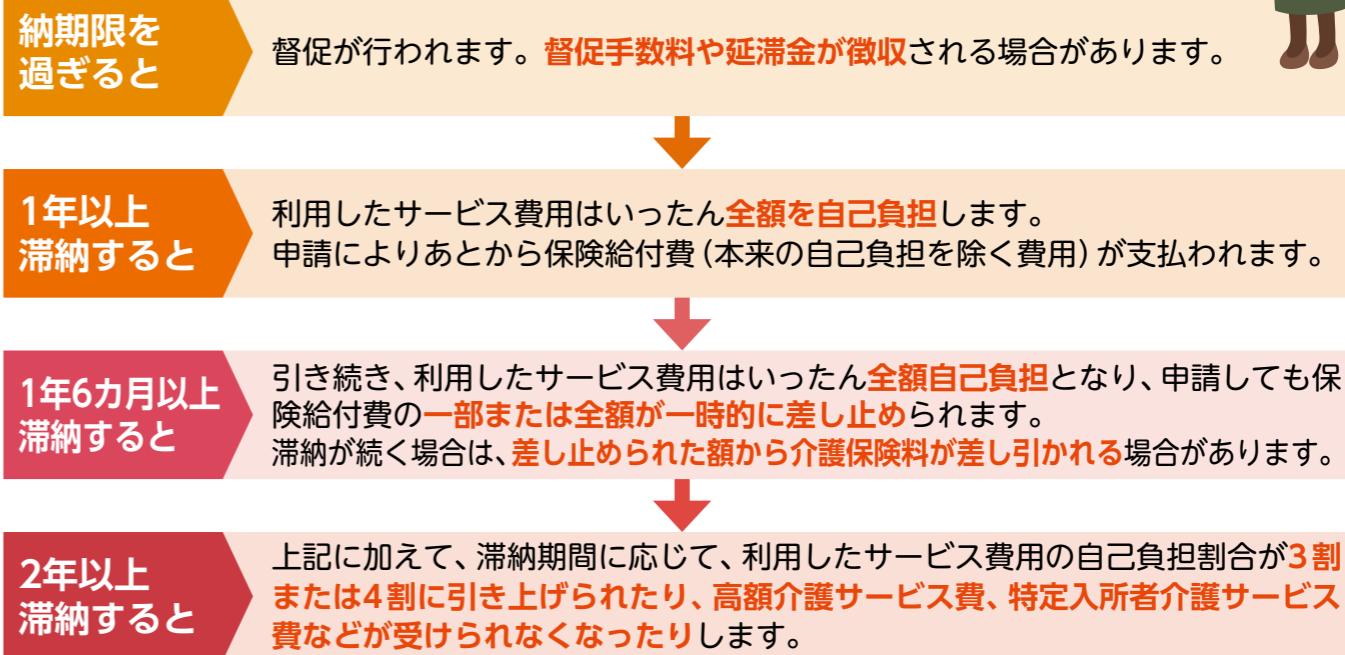 納期限を
過ぎると
督促が行われます。督促手数料や延滞金が徴収される場合があります。
1年以上
滞納すると
利用したサービス費用はいったん全額を自己負担します。
申請によりあとから保険給付費(本来の自己負担を除く費用)が支払われます。
1年6カ月以上
滞納すると
引き続き、利用したサービス費用はいったん全額自己負担となり、申請しても保
険給付費の一部または全額が一時的に差し止められます。
滞納が続く場合は、差し止められた額から介護保険料が差し引かれる場合があります。
2年以上
滞納すると
上記に加えて、滞納期間に応じて、利用したサービス費用の自己負担割合が3割
または4割に引き上げられたり、高額介護サービス費、特定入所者介護サービス
費などが受けられなくなったりします。